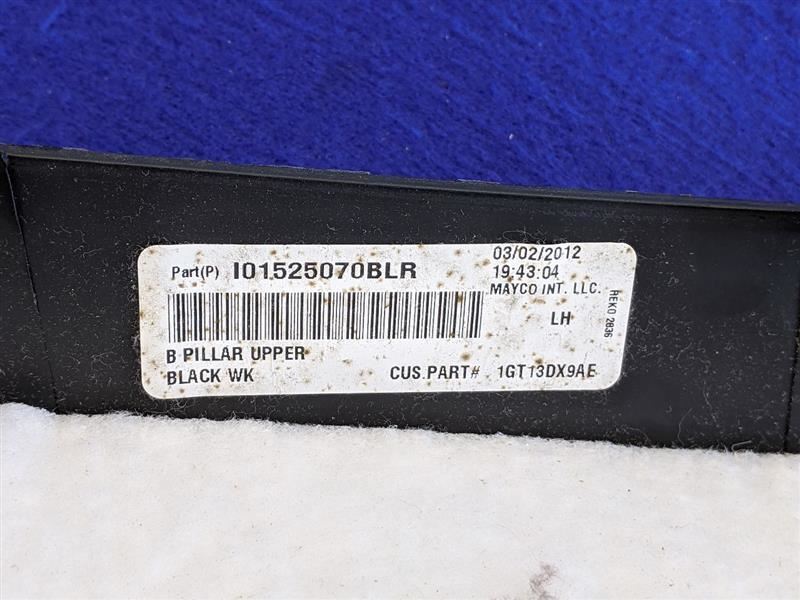 Part(P) I01525070BLR
03/02/2012
19:43:04
MAYCO INT. LLC.
LH
REKO 2836
B PILLAR UPPER
BLACK WK
CUS.PART# 1GT13DX9AE